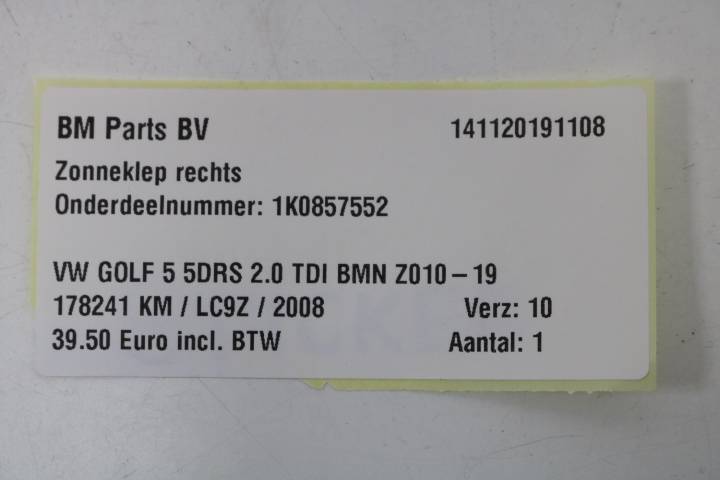 BM Parts BV 141120191108
Zonneklep rechts
Onderdeelnummer: 1K0857552
VW GOLF 5 5DRS 2.0 TDI BMN Z010 – 19
178241 KM / LC9Z / 2008 Verz: 10
39.50 Euro incl. BTW Aantal: 1